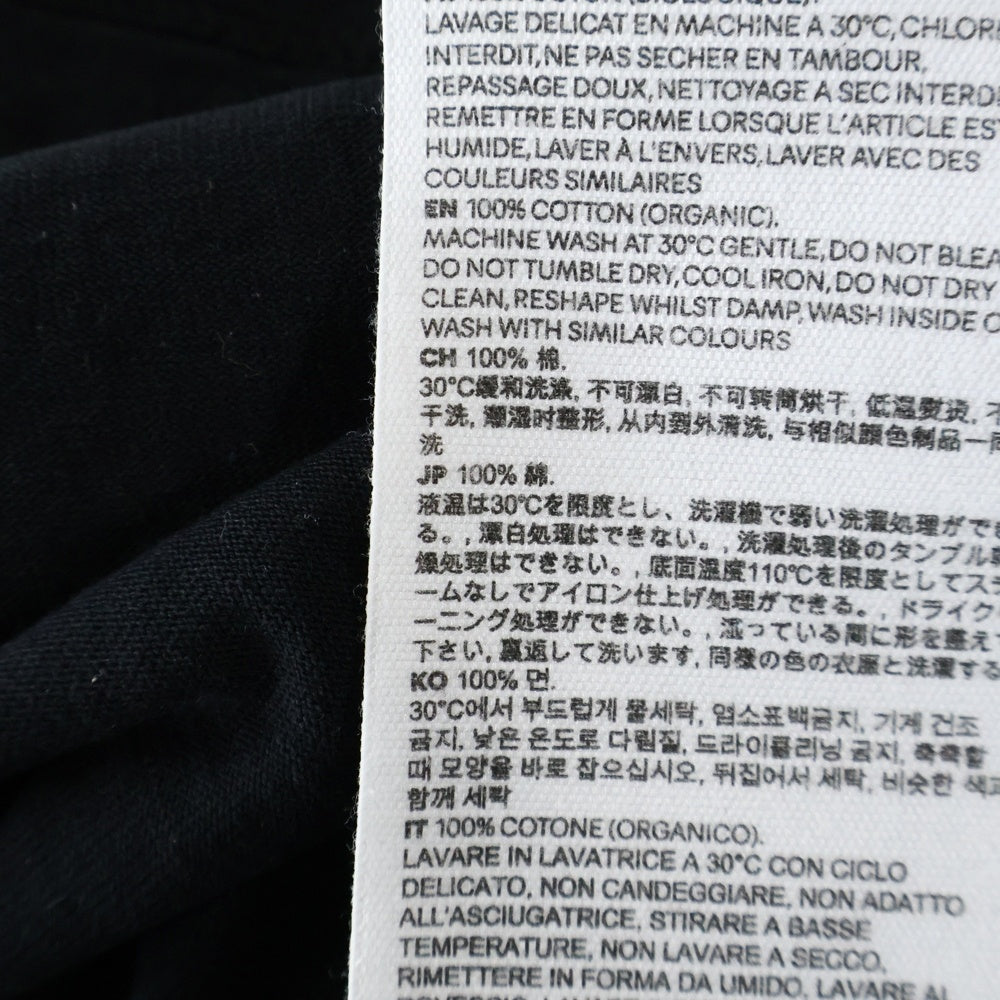 LAVAGE DELICAT EN MACHINE A 30°C, CHLORE
INTERDIT, NE PAS SECHER EN TAMBOUR,
REPASSAGE DOUX, NETTOYAGE A SEC INTERDI
REMETTRE EN FORME LORSQUE L'ARTICLE EST
HUMIDE, LAVER À L'ENVERS, LAVER AVEC DES
COULEURS SIMILAIRES
EN 100% COTTON (ORGANIC).
MACHINE WASH AT 30°C GENTLE, DO NOT BLEA
DO NOT TUMBLE DRY, COOL IRON, DO NOT DRY
CLEAN, RESHAPE WHILST DAMP, WASH INSIDE O
WASH WITH SIMILAR COLOURS
CH 100% 棉.
30°C缓和洗涤, 不可漂白, 不可转筒烘干, 低温熨烫, 不
干洗, 潮湿时整形, 从内到外清洗, 与相似颜色制品一同
洗
JP 100% 綿.
液温は30℃を限度とし、洗濯機で弱い洗濯処理ができ
る。, 漂白処理はできない。, 洗濯処理後のタンブル乾
燥処理はできない。, 底面温度110℃を限度としてスチ
ームなしでアイロン仕上げ処理ができる。, ドライク
ーニング処理ができない。, 湿っている間に形を整えて
下さい, 裏返して洗います, 同様の色の衣服と洗濯する
KO 100% 면.
30°C에서 부드럽게 물세탁, 염소표백금지, 기계 건조
금지, 낮은 온도로 다림질, 드라이클리닝 금지, 축축할
때 모양을 바로 잡으십시오, 뒤집어서 세탁, 비슷한 색과
함께 세탁
IT 100% COTONE (ORGANICO).
LAVARE IN LAVATRICE A 30°C CON CICLO
DELICATO, NON CANDEGGIARE, NON ADATTO
ALL'ASCIUGATRICE, STIRARE A BASSE
TEMPERATURE, NON LAVARE A SECCO,
RIMETTERE IN FORMA DA UMIDO, LAVARE AL